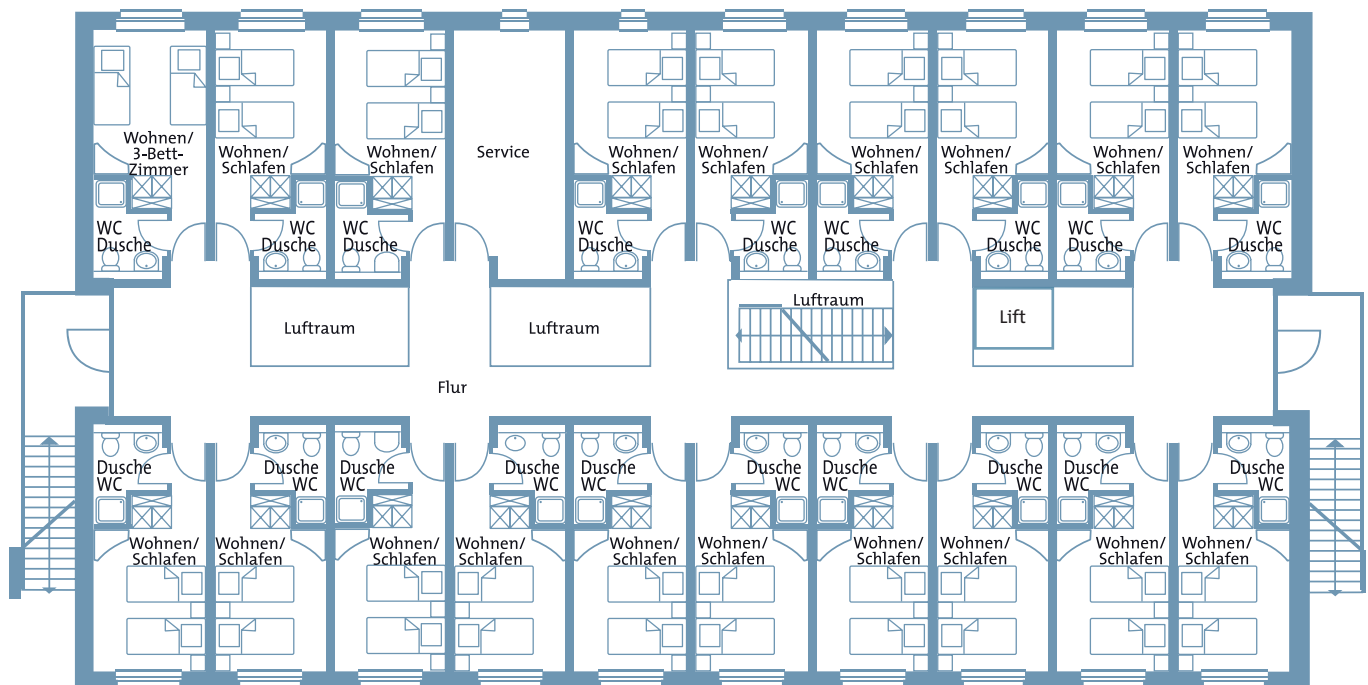 Wohnen/
3-Bett-
Zimmer
Wohnen/
Schlafen
Wohnen/
Schlafen
Service
Wohnen/
Schlafen
Wohnen/
Schlafen
Wohnen/
Schlafen
Wohnen/
Schlafen
Wohnen/
Schlafen
Wohnen/
Schlafen
WC
Dusche
WC
Dusche
WC
Dusche
WC
Dusche
WC
Dusche
WC
Dusche
WC
Dusche
WC
Dusche
WC
Dusche
Luftraum
Luftraum
Luftraum
Lift
Flur
Dusche
WC
Dusche
WC
Dusche
WC
Dusche
WC
Dusche
WC
Dusche
WC
Dusche
WC
Dusche
WC
Dusche
WC
Dusche
WC
Wohnen/
Schlafen
Wohnen/
Schlafen
Wohnen/
Schlafen
Wohnen/
Schlafen
Wohnen/
Schlafen
Wohnen/
Schlafen
Wohnen/
Schlafen
Wohnen/
Schlafen
Wohnen/
Schlafen
Wohnen/
Schlafen